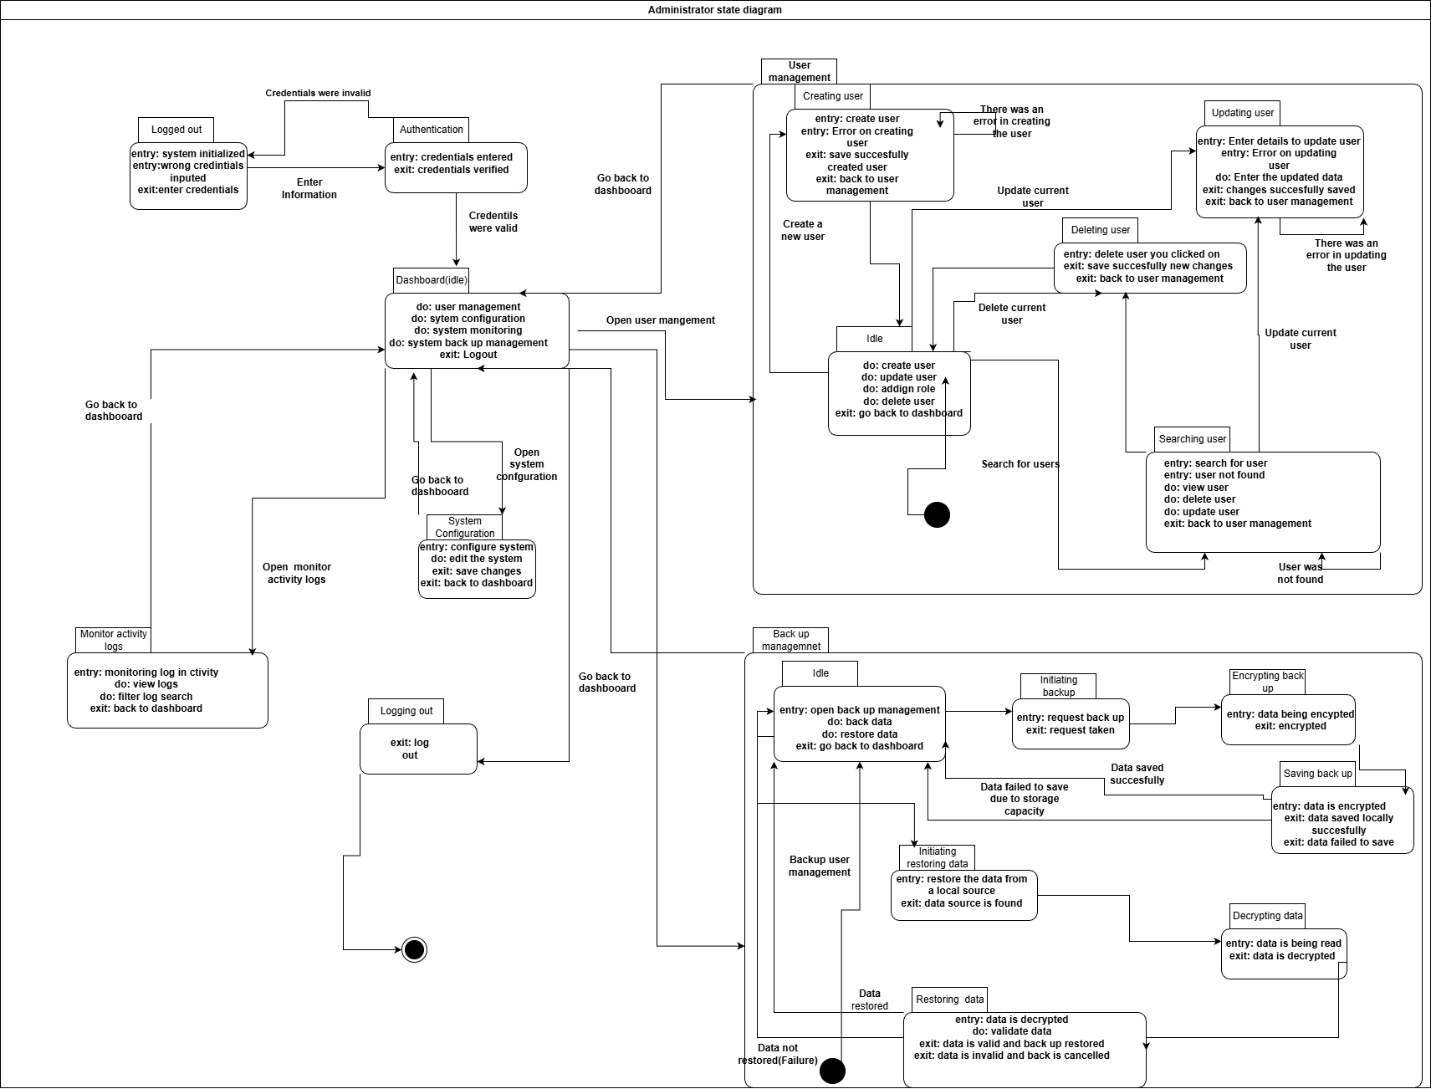 Administrator state diagram
User
management
Creating user
entry: create user
entry: Error on creating
user
exit: save succesfully
created user
exit: back to user
management
There was an
error in creating
the user
Updating user
entry: Enter details to update user
entry: Error on updating
user
do: Enter the updated data
exit: changes succesfully saved
exit: back to user management
There was an
error in updating
the user
Credentials were invalid
Logged out
entry: system initialized
entry:wrong credintials
inputed
exit:enter credentials
Authentication
entry: credentials entered
exit: credentials verified
Enter
Information
Credentils
were valid
Go back to
dashbooard
Update current
user
Create a
new user
Deleting user
entry: delete user you clicked on
exit: save succesfully new changes
exit: back to user management
Delete current
user
Update current
user
Dashboard(idle)
do: user management
do: sytem configuration
do: system monitoring
do: system back up management
exit: Logout
Open user mangement
Idle
do: create user
do: update user
do: addign role
do: delete user
exit: go back to dashboard
Search for users
Searching user
entry: search for user
entry: user not found
do: view user
do: delete user
do: update user
exit: back to user management
User was
not found
Go back to
dashbooard
Go back to
dashbooard
Open
system
confguration
System
Configuration
entry: configure system
do: edit the system
exit: save changes
exit: back to dashboard
Open  monitor
activity logs
Monitor activity
logs
entry: monitoring log in ctivity
do: view logs
do: filter log search
exit: back to dashboard
Go back to
dashbooard
Logging out
exit: log
out
Back up
managemnet
Idle
entry: open back up management
do: back data
do: restore data
exit: go back to dashboard
Initiating
backup
entry: request back up
exit: request taken
Encrypting back
up
entry: data being encypted
exit: encrypted
Data saved
succesfully
Data failed to save
due to storage
capacity
Saving back up
entry: data is encrypted
exit: data saved locally
succesfully
exit: data failed to save
Backup user
management
Initiating
restoring data
entry: restore the data from
a local source
exit: data source is found
Decrypting data
entry: data is being read
exit: data is decrypted
Data
restored
Restoring  data
entry: data is decrypted
do: validate data
exit: data is valid and back up restored
exit: data is invalid and back is cancelled
Data not
restored(Failure)